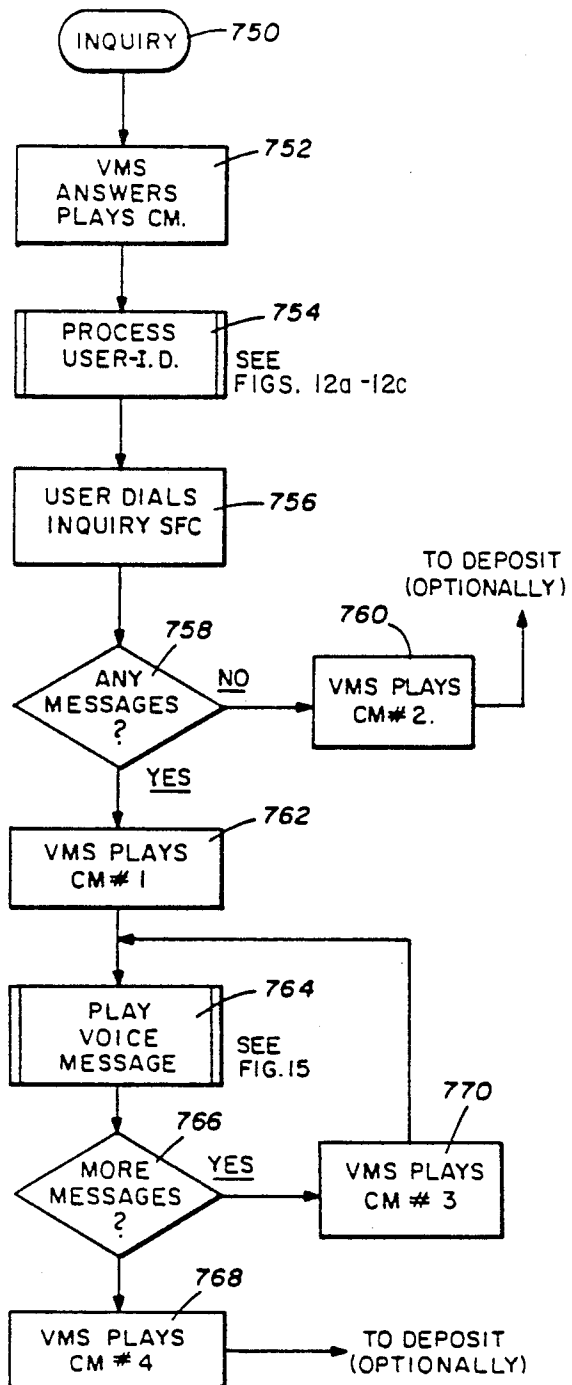 INQUIRY
750
752
VMS
ANSWERS
PLAYS CM.
754
PROCESS
USER-I.D.
SEE
FIGS. 12a-12c
756
USER DIALS
INQUIRY SFC
TO DEPOSIT
(OPTIONALLY)
758
760
ANY
MESSAGES
?
NO
VMS PLAYS
CM# 2.
YES
762
VMS PLAYS
CM# 1
764
PLAY
VOICE
MESSAGE
SEE
FIG.15
766
770
MORE
MESSAGES
?
YES
VMS PLAYS
CM # 3
768
VMS PLAYS
CM #4
TO DEPOSIT
(OPTIONALLY)